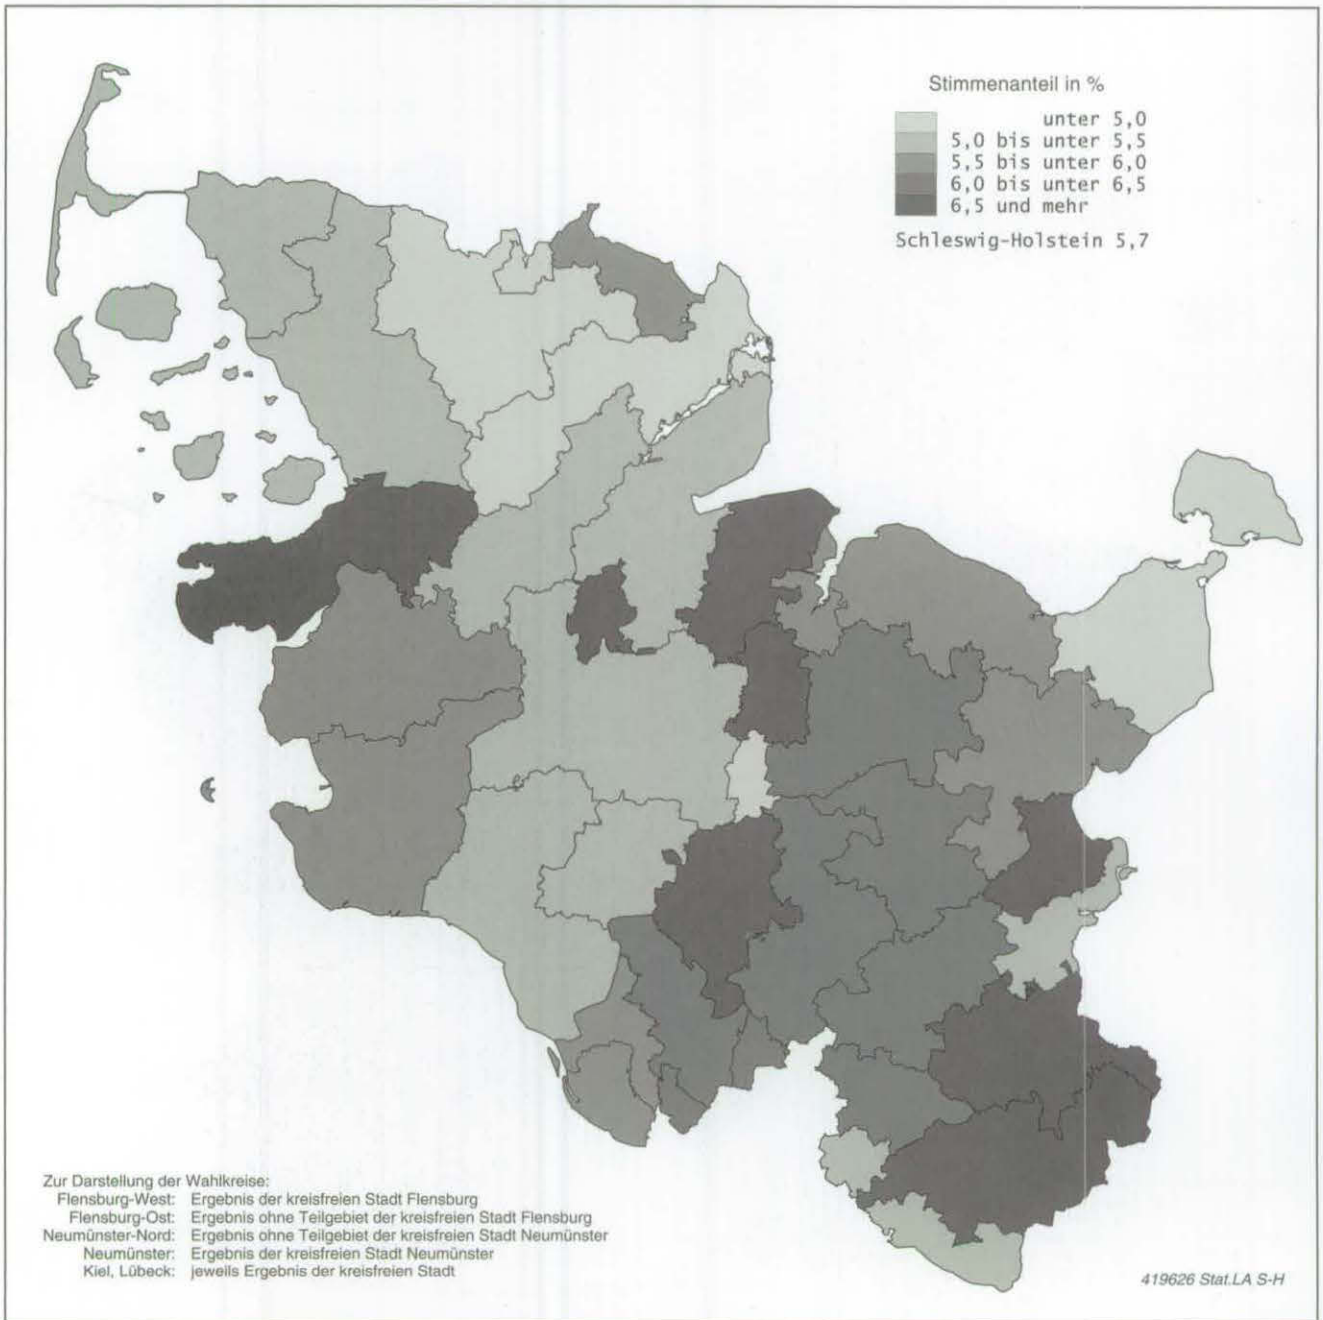 Stimmenanteil in %
unter 5,0
5,0 bis unter 5,5
5,5 bis unter 6,0
6,0 bis unter 6,5
6,5 und mehr
Schleswig-Holstein 5,7
Zur Darstellung der Wahlkreise:
Flensburg-West: Ergebnis der kreisfreien Stadt Flensburg
Flensburg-Ost: Ergebnis ohne Teilgebiet der kreisfreien Stadt Flensburg
Neumünster-Nord: Ergebnis ohne Teilgebiet der kreisfreien Stadt Neumünster
Neumünster: Ergebnis der kreisfreien Stadt Neumünster
Kiel, Lübeck: jeweils Ergebnis der kreisfreien Stadt
419626 Stat.LA S-H